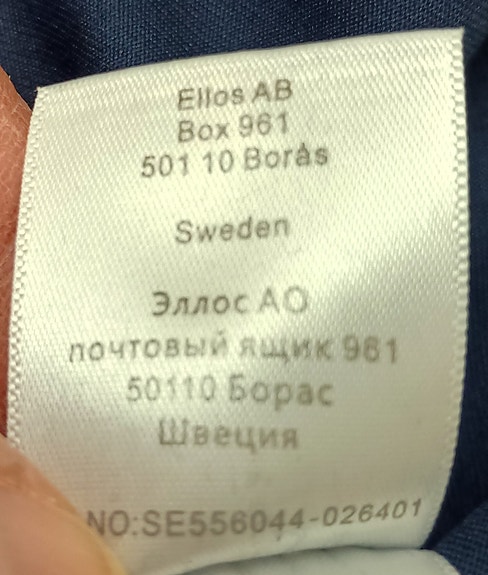 Ellos AB
Box 961
501 10 Borås
Sweden
Эллос АО
почтовый ящик 961
50110 Борас
Швеция
NO:SE556044-026401